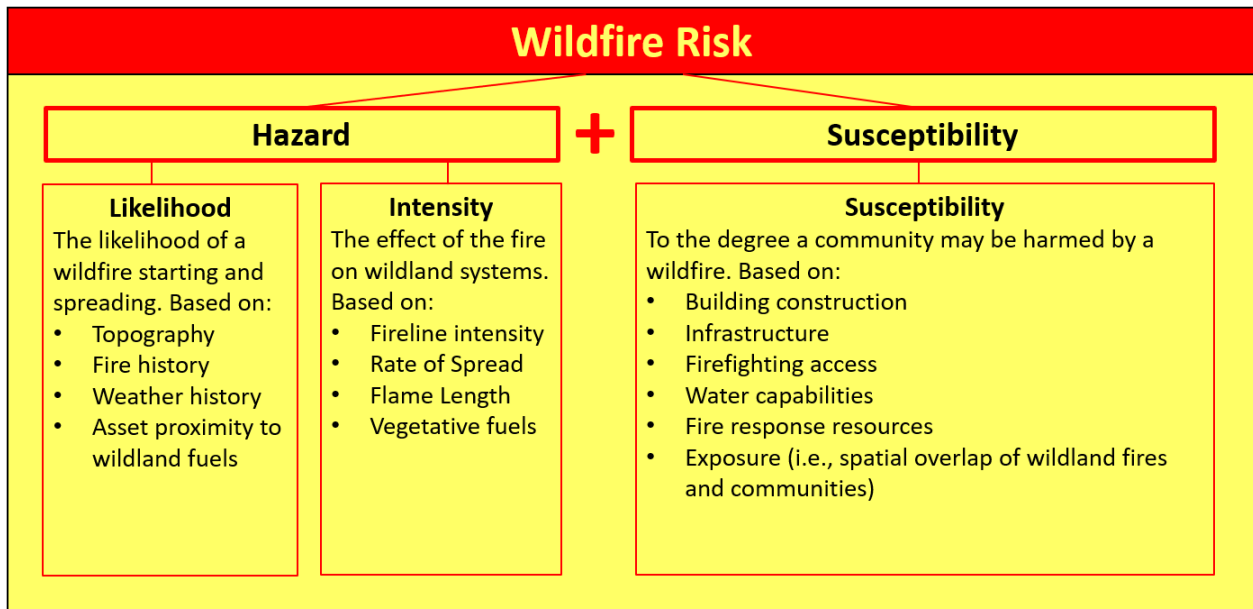 Wildfire Risk
Hazard
+
Susceptibility
Likelihood
The likelihood of a
wildfire starting and
spreading. Based on:
• Topography
• Fire history
• Weather history
• Asset proximity to
wildland fuels
Intensity
The effect of the fire
on wildland systems.
Based on:
• Fireline intensity
• Rate of Spread
• Flame Length
• Vegetative fuels
Susceptibility
To the degree a community may be harmed by a
wildfire. Based on:
• Building construction
• Infrastructure
• Firefighting access
• Water capabilities
• Fire response resources
• Exposure (i.e., spatial overlap of wildland fires
and communities)